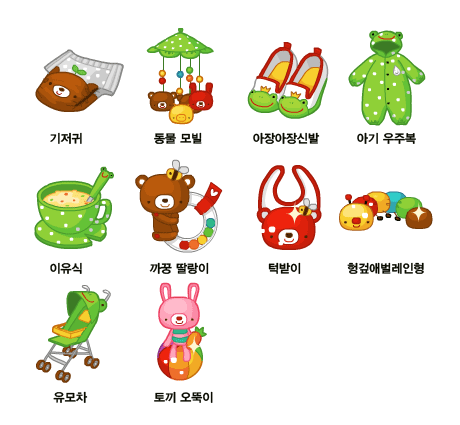 기저귀
동물 모빌
아장아장신발
아기 우주복
이유식
까꿍 딸랑이
턱받이
헝겊애벌레인형
유모차
토끼 오뚝이